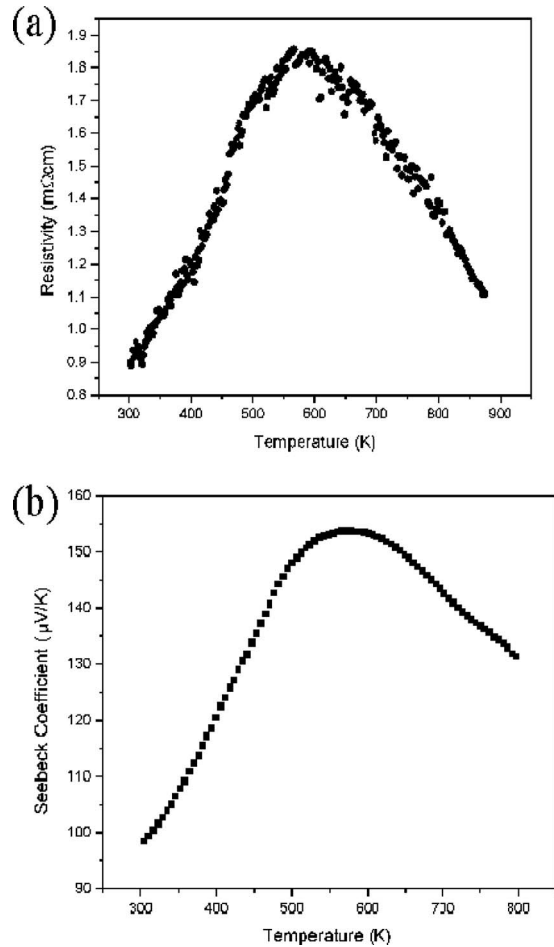 (a)
1.9
1.8
1.7
1.6
1.5
1.4
1.3
1.2
1.1
1.0
0.9
0.8
Resistivity (mΩcm)
300 400 500 600 700 800 900
Temperature (K)
(b)
160
150
140
130
120
110
100
90
Seebeck Coefficient ( µV/K)
300 400 500 600 700 800
Temperature (K)